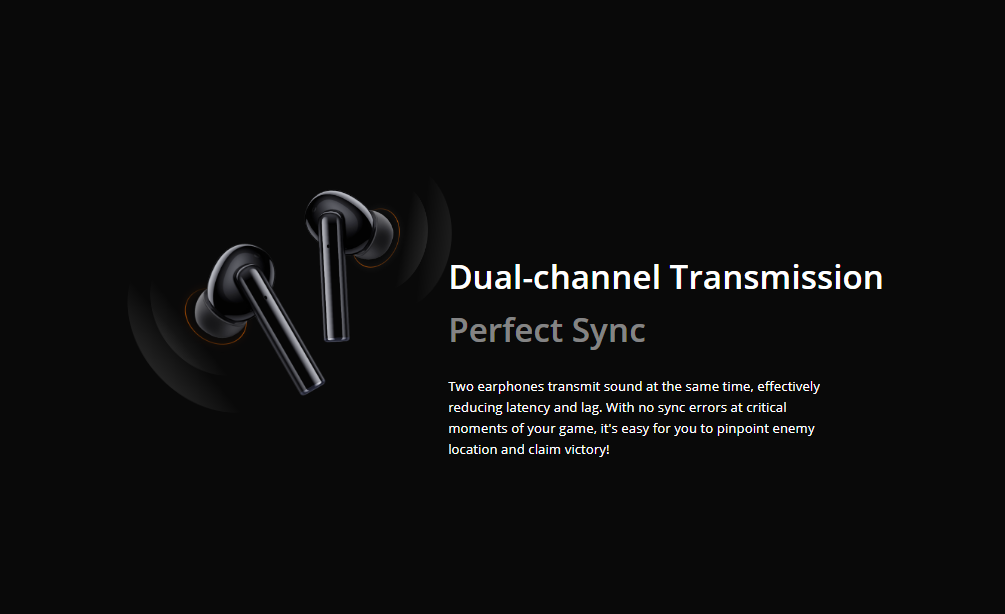 Dual-channel Transmission
Perfect Sync
Two earphones transmit sound at the same time, effectively
reducing latency and lag. With no sync errors at critical
moments of your game, it's easy for you to pinpoint enemy
location and claim victory!